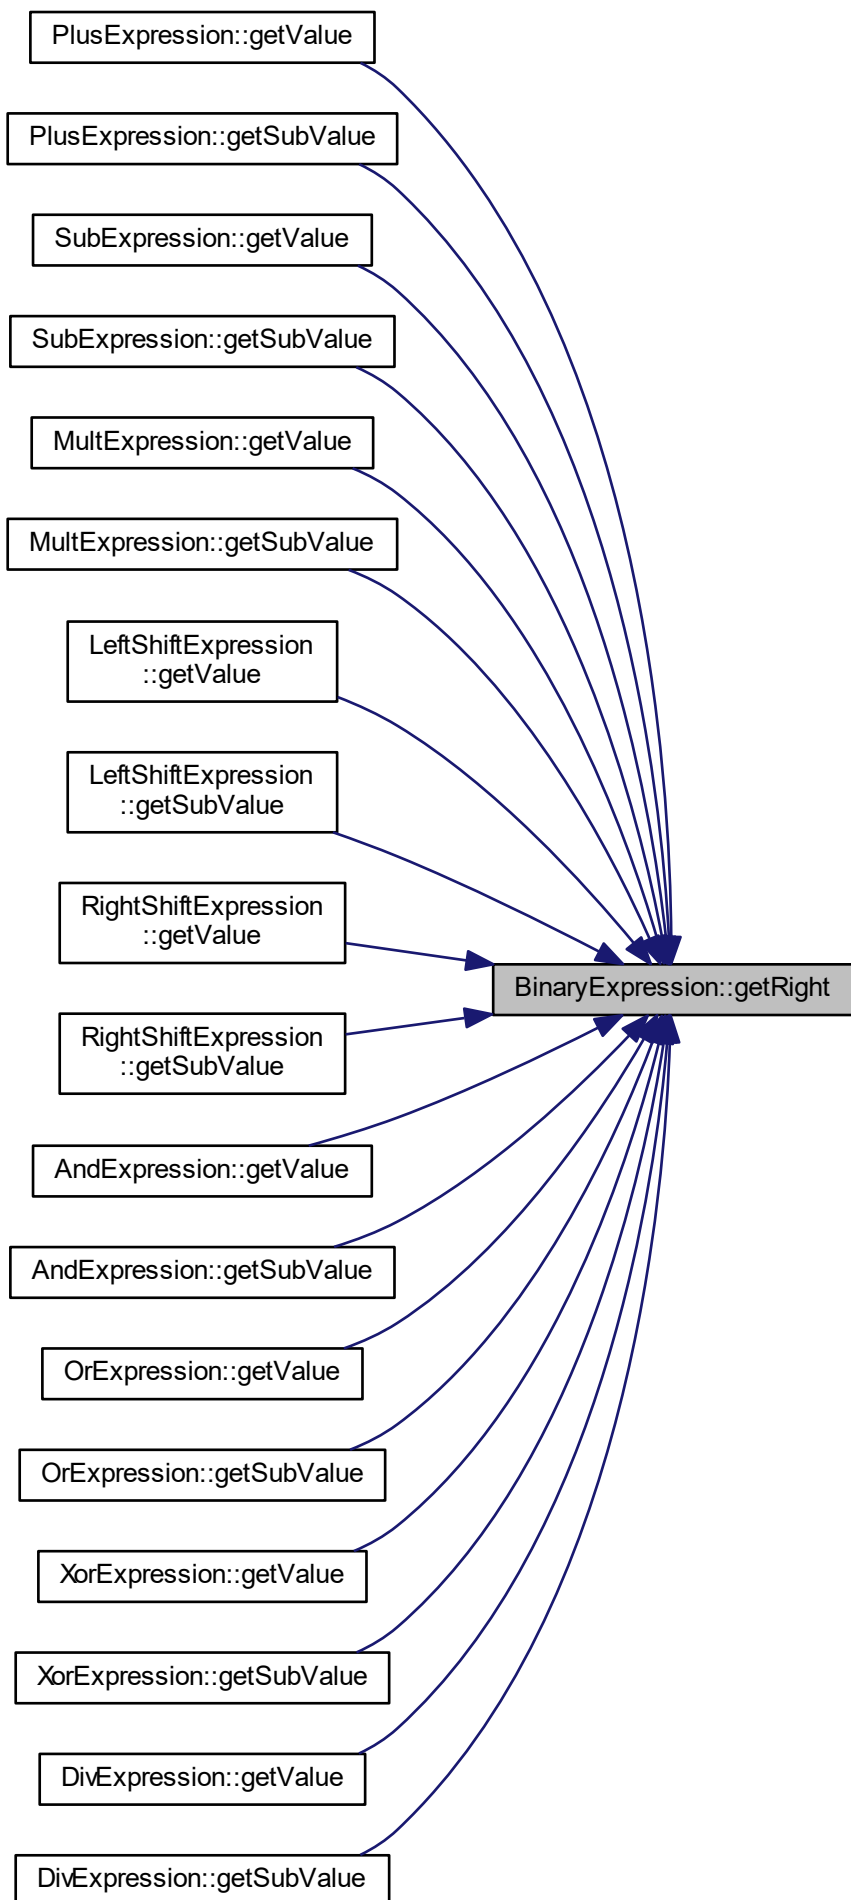 PlusExpression::getValue
PlusExpression::getSubValue
SubExpression::getValue
SubExpression::getSubValue
MultExpression::getValue
MultExpression::getSubValue
LeftShiftExpression
::getValue
LeftShiftExpression
::getSubValue
RightShiftExpression
::getValue
BinaryExpression::getRight
RightShiftExpression
::getSubValue
AndExpression::getValue
AndExpression::getSubValue
OrExpression::getValue
OrExpression::getSubValue
XorExpression::getValue
XorExpression::getSubValue
DivExpression::getValue
DivExpression::getSubValue